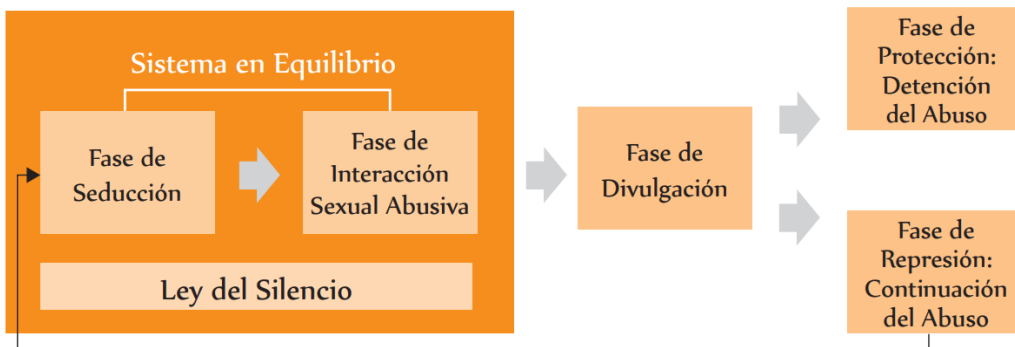 Sistema en Equilibrio
Fase de
Seducción
Fase de
Interacción
Sexual Abusiva
Ley del Silencio
Fase de
Divulgación
Fase de
Protección:
Detención
del Abuso
Fase de
Represión:
Continuación
del Abuso